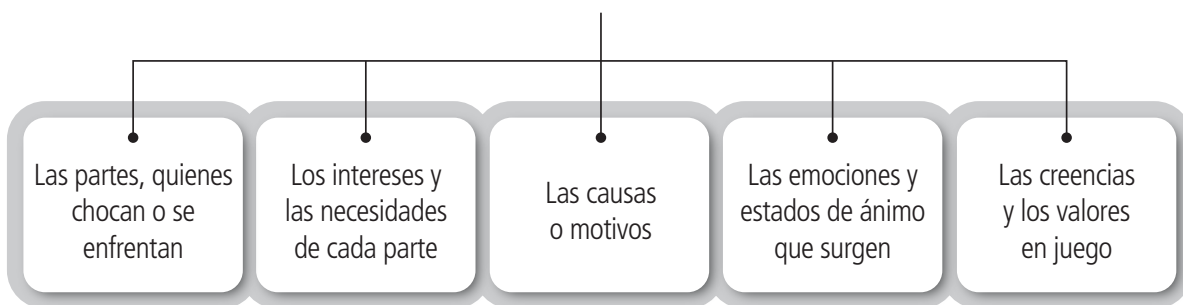 Las partes, quienes
chocan o se
enfrentan
Los intereses y
las necesidades
de cada parte
Las causas
o motivos
Las emociones y
estados de ánimo
que surgen
Las creencias
y los valores
en juego